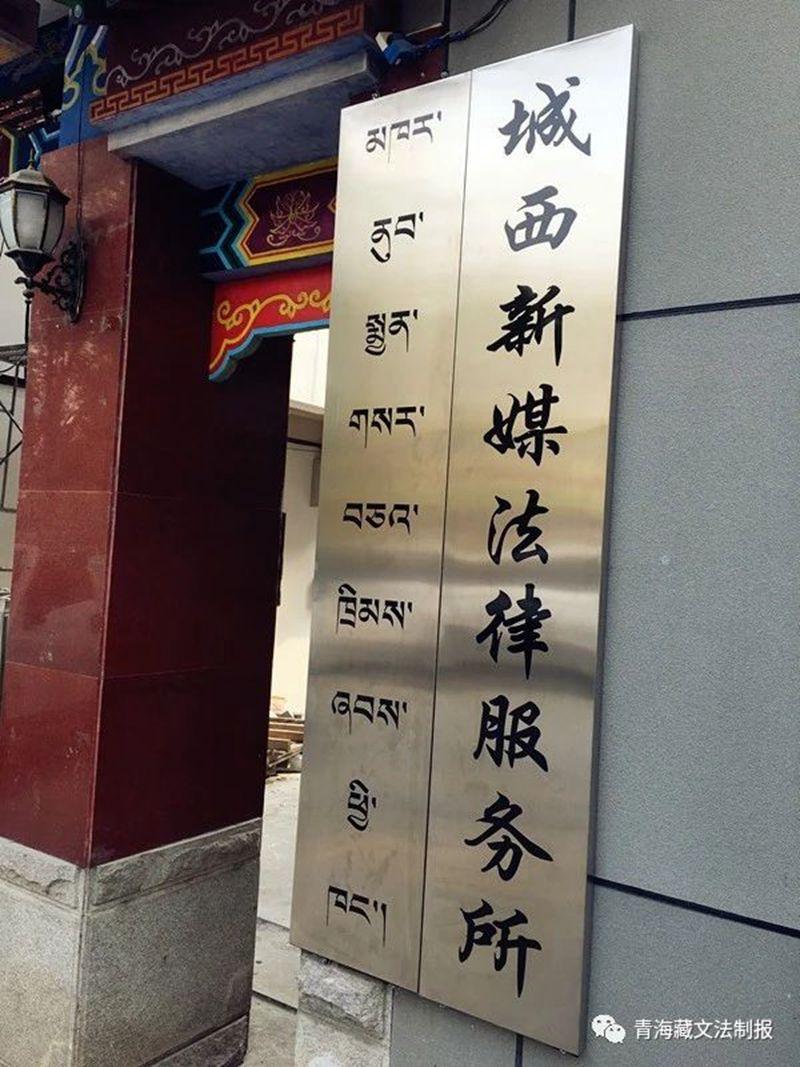 མཁར་ནུབ་སྨྱན་གསར་བཅའ་ཁྲིམས་ཞབས་ཕྱི་ཁང་།
城西新媒法律服务所
青海藏文法制报